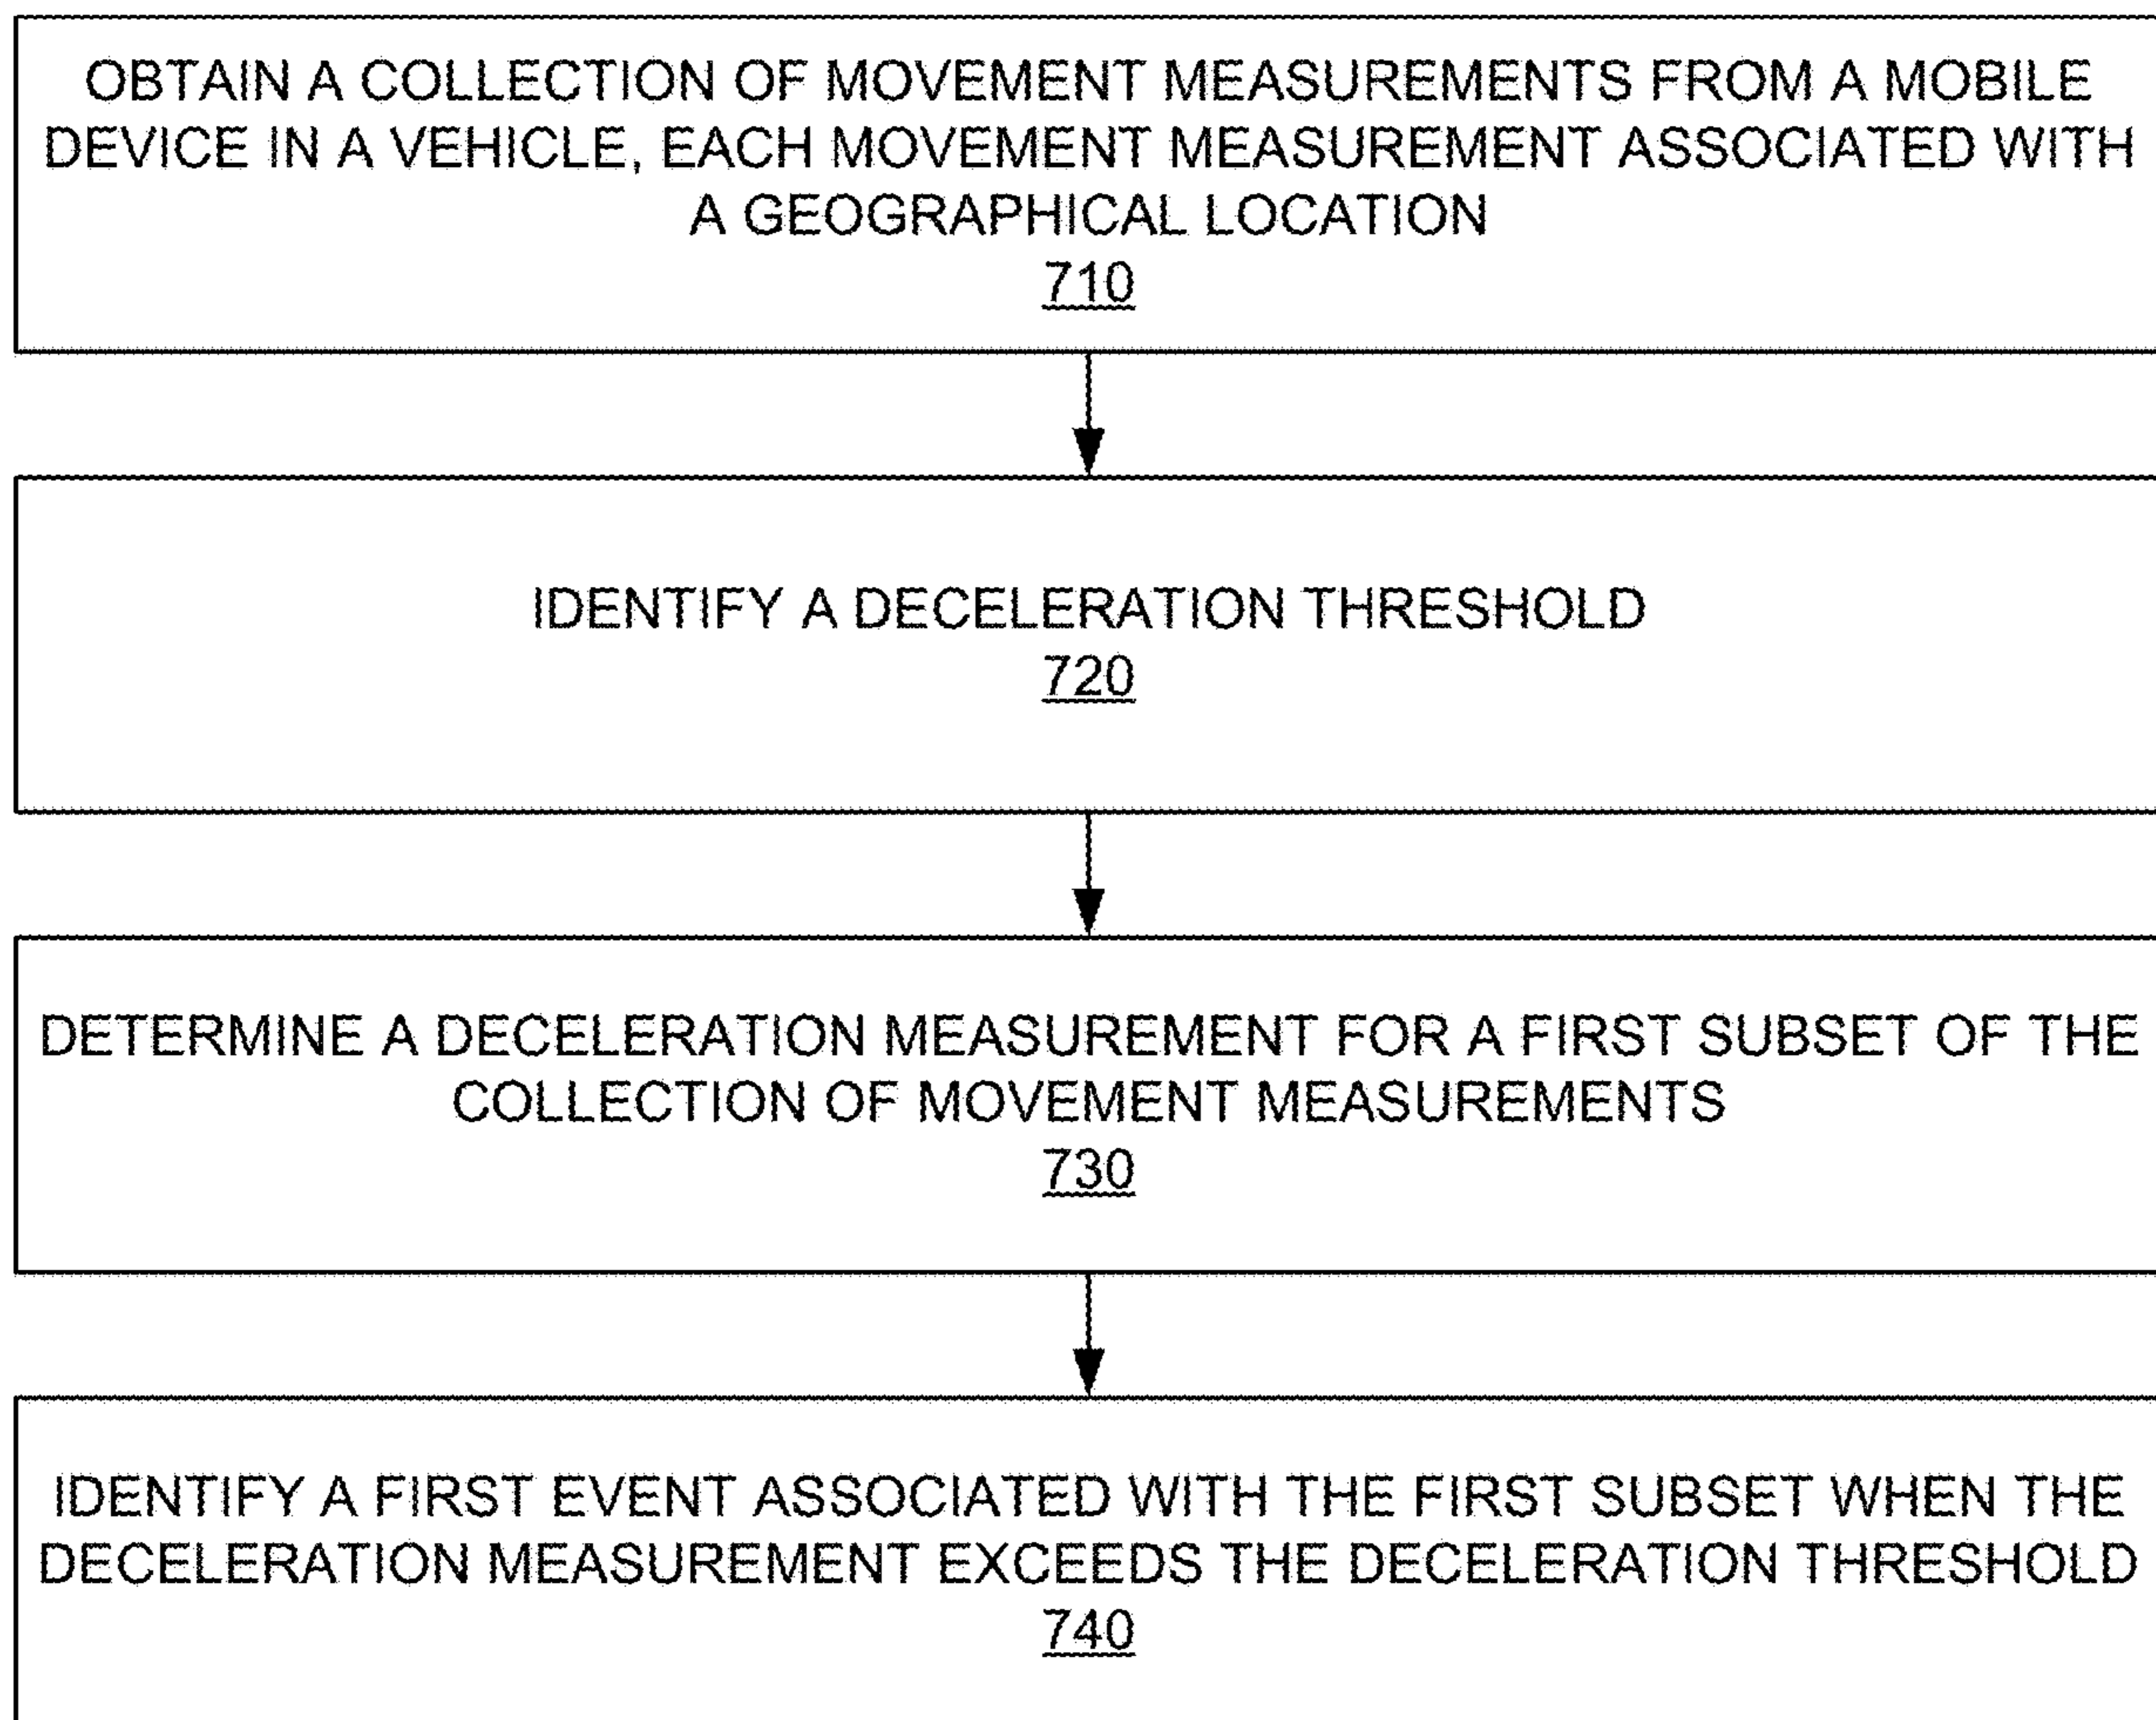 OBTAIN A COLLECTION OF MOVEMENT MEASUREMENTS FROM A MOBILE
DEVICE IN A VEHICLE, EACH MOVEMENT MEASUREMENT ASSOCIATED WITH
A GEOGRAPHICAL LOCATION
710
IDENTIFY A DECELERATION THRESHOLD
720
DETERMINE A DECELERATION MEASUREMENT FOR A FIRST SUBSET OF THE
COLLECTION OF MOVEMENT MEASUREMENTS
730
IDENTIFY A FIRST EVENT ASSOCIATED WITH THE FIRST SUBSET WHEN THE
DECELERATION MEASUREMENT EXCEEDS THE DECELERATION THRESHOLD
740